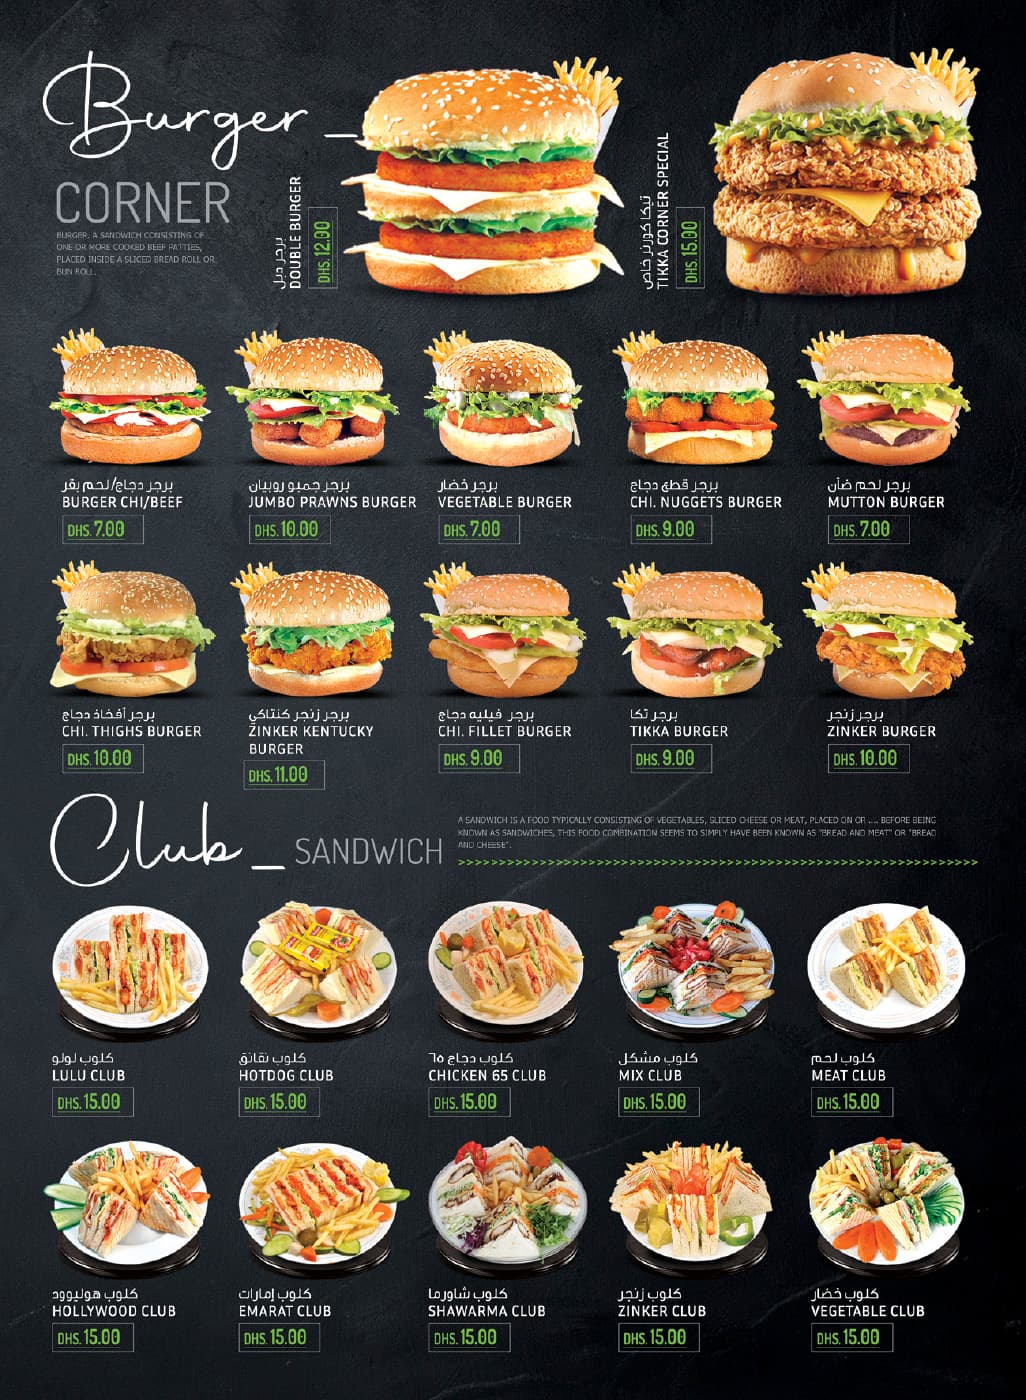 Burger _
CORNER
BURGER, A SANDWICH CONSISTING OF
ONE OR MORE COOKED BEEF PATTIES,
PLACED INSIDE A SLICED BREAD ROLL OR
BUN ROLL.
برجر دبل
DOUBLE BURGER
DHS. 12.00
تيكا كورنر خاص
TIKKA CORNER SPECIAL
DHS. 15.00
برجر دجاج/لحم بقر
BURGER CHI/BEEF
DHS. 7.00
برجر جمبو روبيان
JUMBO PRAWNS BURGER
DHS. 10.00
برجر خضار
VEGETABLE BURGER
DHS. 7.00
برجر قطع دجاج
CHI. NUGGETS BURGER
DHS. 9.00
برجر لحم ضأن
MUTTON BURGER
DHS. 7.00
برجر أفخاذ دجاج
CHI. THIGHS BURGER
DHS. 10.00
برجر زنجر كنتاكي
ZINKER KENTUCKY
BURGER
DHS. 11.00
برجر فيليه دجاج
CHI. FILLET BURGER
DHS. 9.00
برجر تكا
TIKKA BURGER
DHS. 9.00
برجر زنجر
ZINKER BURGER
DHS. 10.00
Club _ SANDWICH
A SANDWICH IS A FOOD TYPICALLY CONSISTING OF VEGETABLES, SLICED CHEESE OR MEAT, PLACED ON OR .... BEFORE BEING
KNOWN AS SANDWICHES, THIS FOOD COMBINATION SEEMS TO SIMPLY HAVE BEEN KNOWN AS "BREAD AND MEAT" OR "BREAD
AND CHEESE".
كلوب لولو
LULU CLUB
DHS. 15.00
كلوب نقانق
HOTDOG CLUB
DHS. 15.00
كلوب دجاج ٦٥
CHICKEN 65 CLUB
DHS. 15.00
كلوب مشكل
MIX CLUB
DHS. 15.00
كلوب لحم
MEAT CLUB
DHS. 15.00
كلوب هوليوود
HOLLYWOOD CLUB
DHS. 15.00
كلوب إمارات
EMARAT CLUB
DHS. 15.00
كلوب شاورما
SHAWARMA CLUB
DHS. 15.00
كلوب زنجر
ZINKER CLUB
DHS. 15.00
كلوب خضار
VEGETABLE CLUB
DHS. 15.00